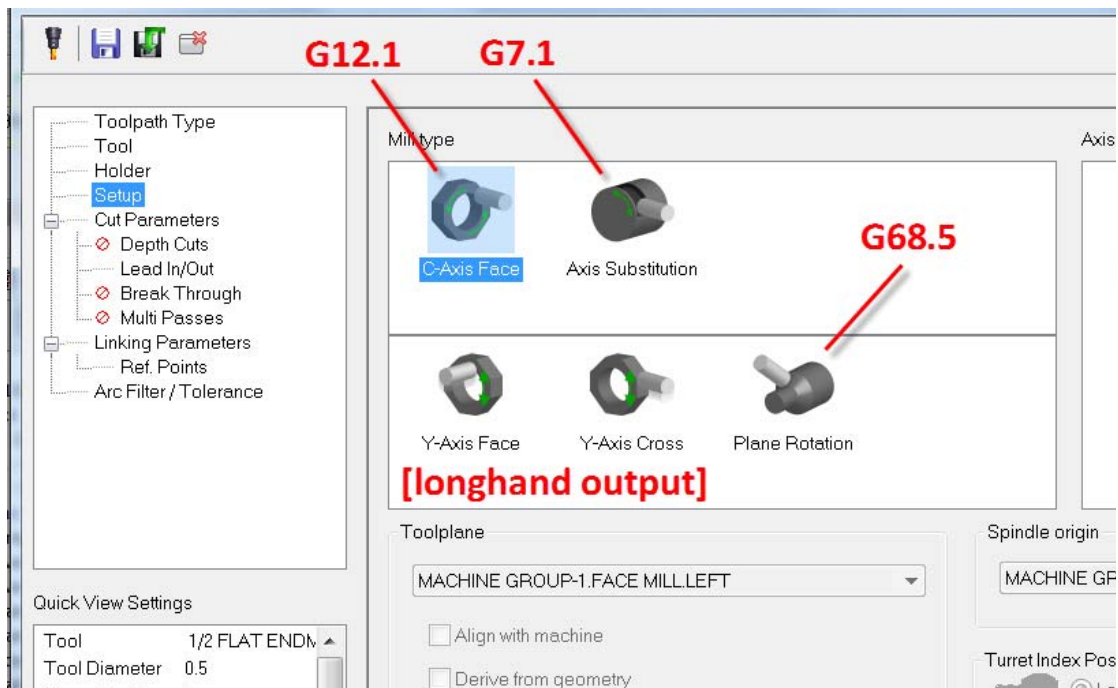 G12.1
G7.1
Toolpath Type
Tool
Holder
Setup
Cut Parameters
Depth Cuts
Lead In/Out
Break Through
Multi Passes
Linking Parameters
Ref. Points
Arc Filter / Tolerance
Mill type
Axis
G68.5
C-Axis Face
Axis Substitution
Y-Axis Face
Y-Axis Cross
Plane Rotation
[longhand output]
Toolplane
MACHINE GROUP-1.FACE MILL.LEFT
Align with machine
Derive from geometry
Spindle origin
MACHINE GR
Turret Index Pos
Quick View Settings
Tool 1/2 FLAT ENDM
Tool Diameter 0.5